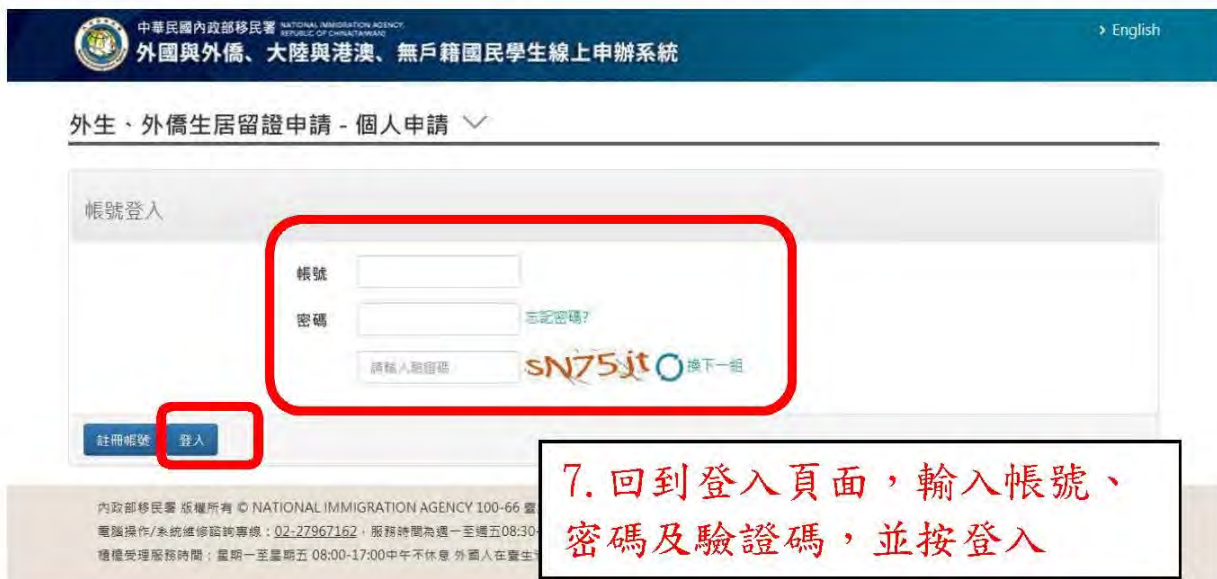 中華民國內政部移民署 NATIONAL IMMIGRATION AGENCY, REPUBLIC OF CHINA(TAIWAN)
外國與外僑、大陸與港澳、無戶籍國民學生線上申辦系統
> English
外生、外僑生居留證申請 - 個人申請
帳號登入
帳號
密碼
忘記密碼?
請輸入驗證碼
sN75jt
換下一組
註冊帳號
登入
7. 回到登入頁面，輸入帳號、
密碼及驗證碼，並按登入
內政部移民署 版權所有 © NATIONAL IMMIGRATION AGENCY 100-66
電腦操作/系統維修諮詢專線：02-27967162，服務時間為週一至週五08:30-
櫃檯受理服務時間：星期一至星期五 08:00-17:00中午不休息 外國人在臺生